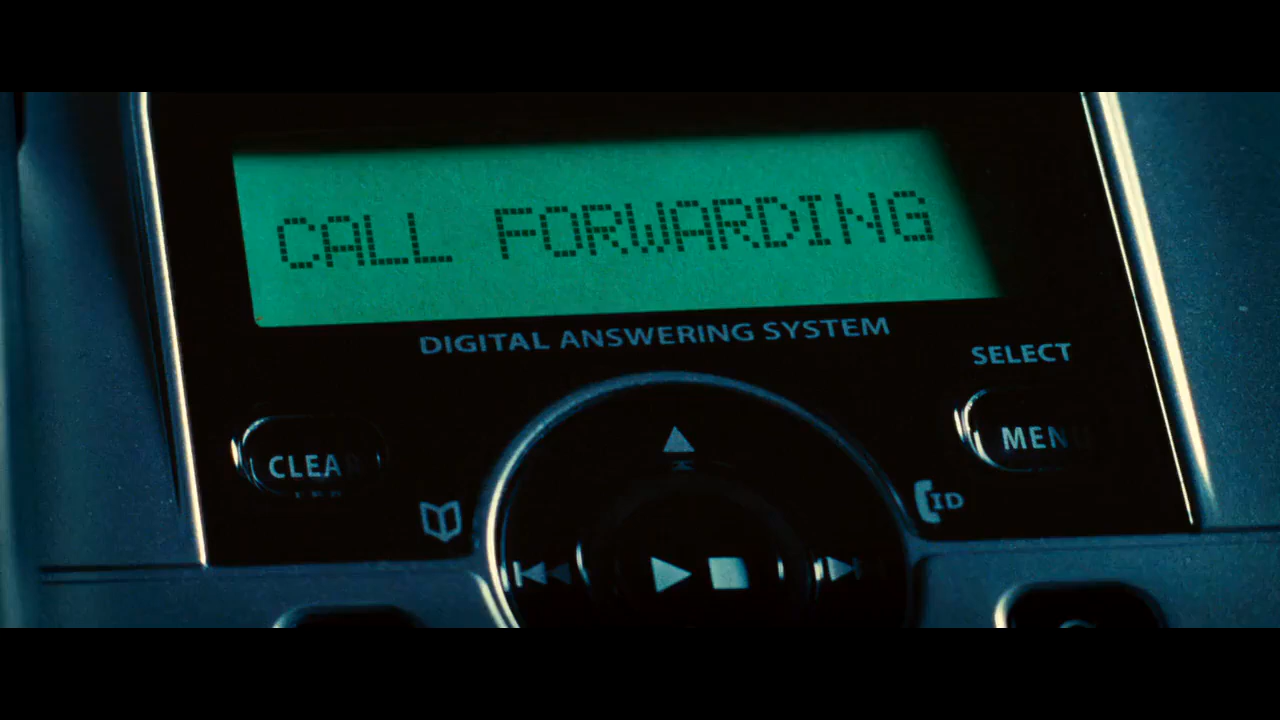 CALL FORWARDING
DIGITAL ANSWERING SYSTEM
SELECT
CLEA
MEN
ID